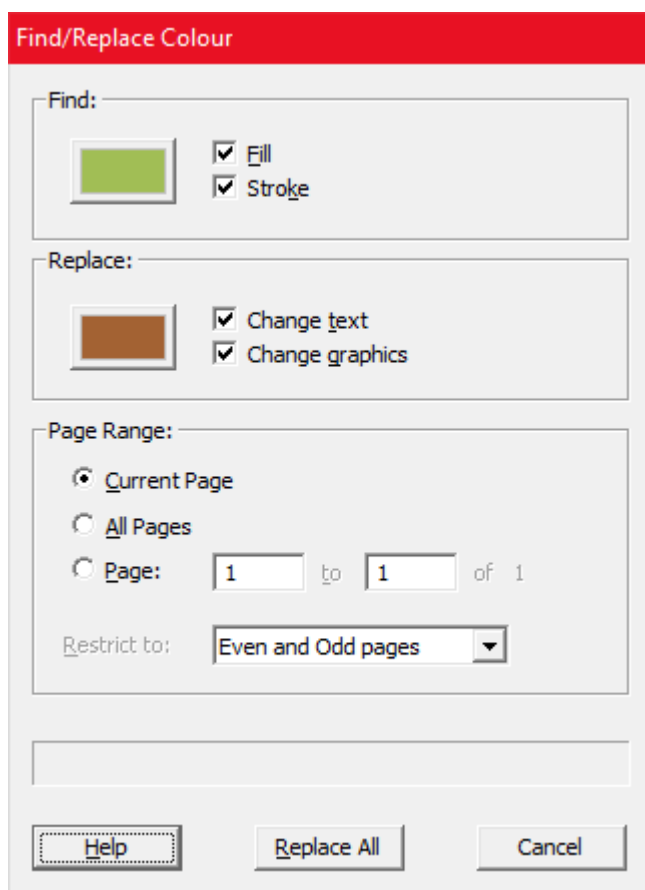 Find/Replace Colour
Find:
Fill
Stroke
Replace:
Change text
Change graphics
Page Range:
Current Page
All Pages
Page: 1 to 1 of 1
Restrict to: Even and Odd pages
Help Replace All Cancel